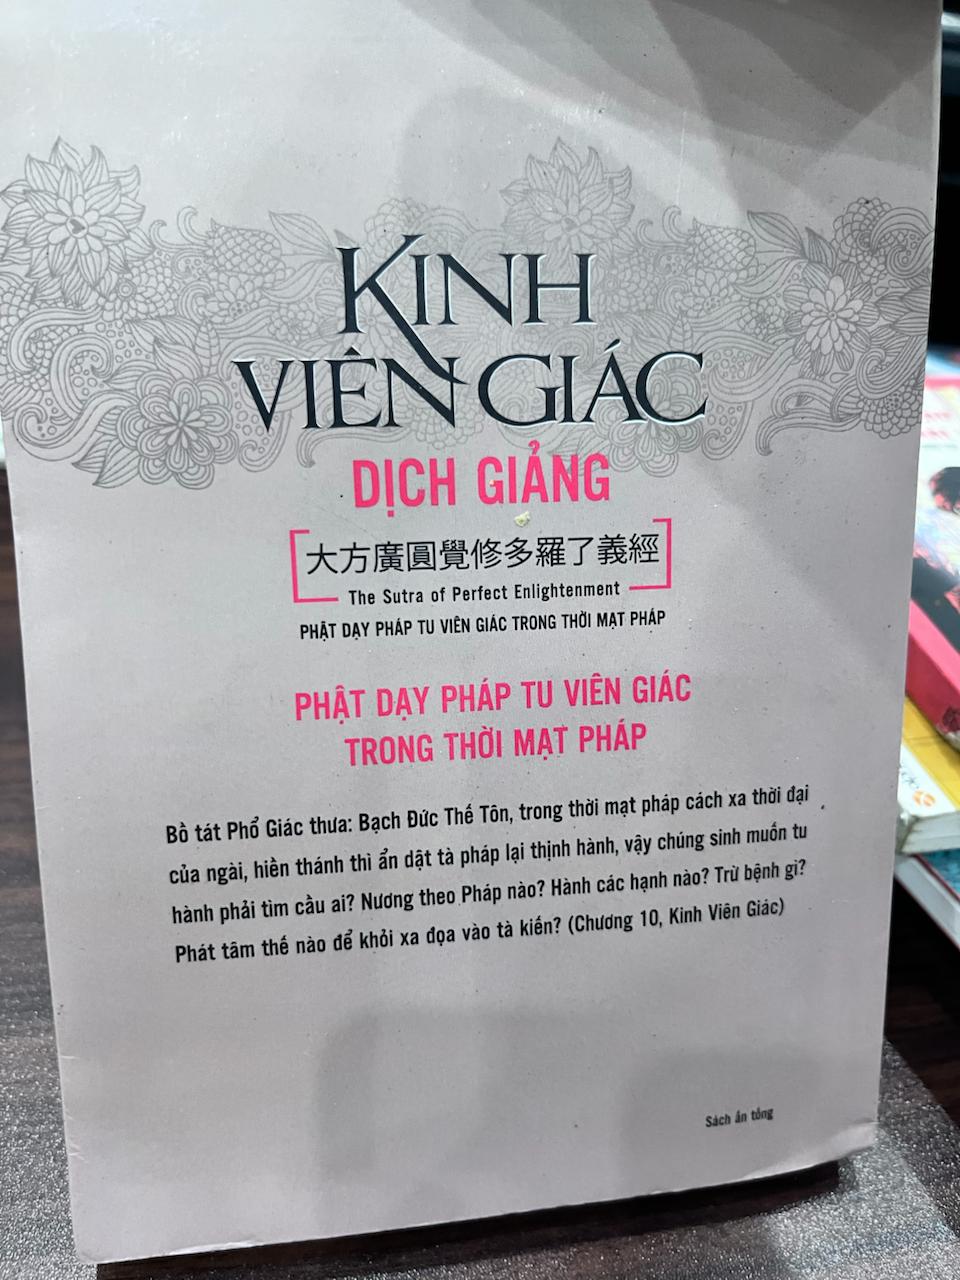 KINH
VIÊN GIÁC
DỊCH GIẢNG
大方廣圓覺修多羅了義經
The Sutra of Perfect Enlightenment
PHẬT DẠY PHÁP TU VIÊN GIÁC TRONG THỜI MẠT PHÁP
PHẬT DẠY PHÁP TU VIÊN GIÁC
TRONG THỜI MẠT PHÁP
Bồ tát Phổ Giác thưa: Bạch Đức Thế Tôn, trong thời mạt pháp cách xa thời đại
của ngài, hiền thánh thì ẩn dật tà pháp lại thịnh hành, vậy chúng sinh muốn tu
hành phải tìm cầu ai? Nương theo Pháp nào? Hành các hạnh nào? Trừ bệnh gì?
Phát tâm thế nào để khỏi xa đọa vào tà kiến? (Chương 10, Kinh Viên Giác)
Sách ấn tống